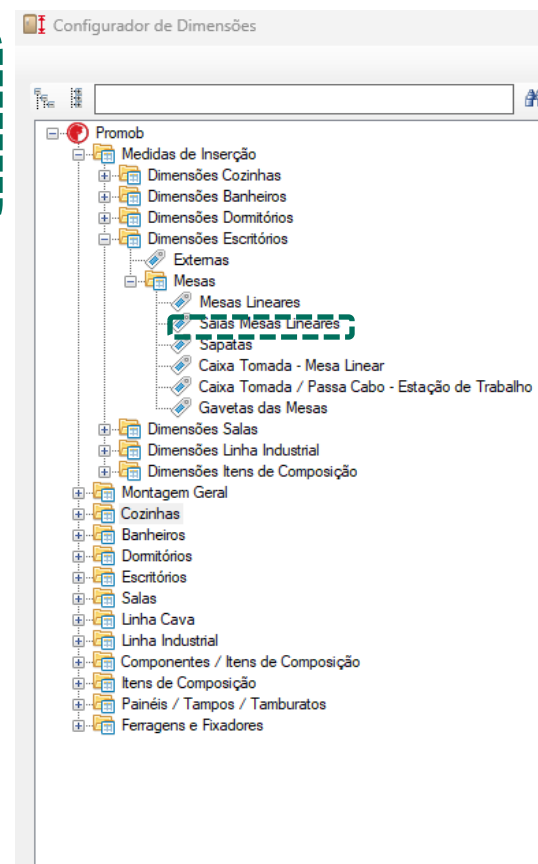 Configurador de Dimensões
Promob
Medidas de Inserção
Dimensões Cozinhas
Dimensões Banheiros
Dimensões Dormitórios
Dimensões Escritórios
Externas
Mesas
Mesas Lineares
Saias Mesas Lineares
Sapatas
Caixa Tomada - Mesa Linear
Caixa Tomada / Passa Cabo - Estação de Trabalho
Gavetas das Mesas
Dimensões Salas
Dimensões Linha Industrial
Dimensões Itens de Composição
Montagem Geral
Cozinhas
Banheiros
Dormitórios
Escritórios
Salas
Linha Cava
Linha Industrial
Componentes / Itens de Composição
Itens de Composição
Painéis / Tampos / Tamburatos
Ferragens e Fixadores